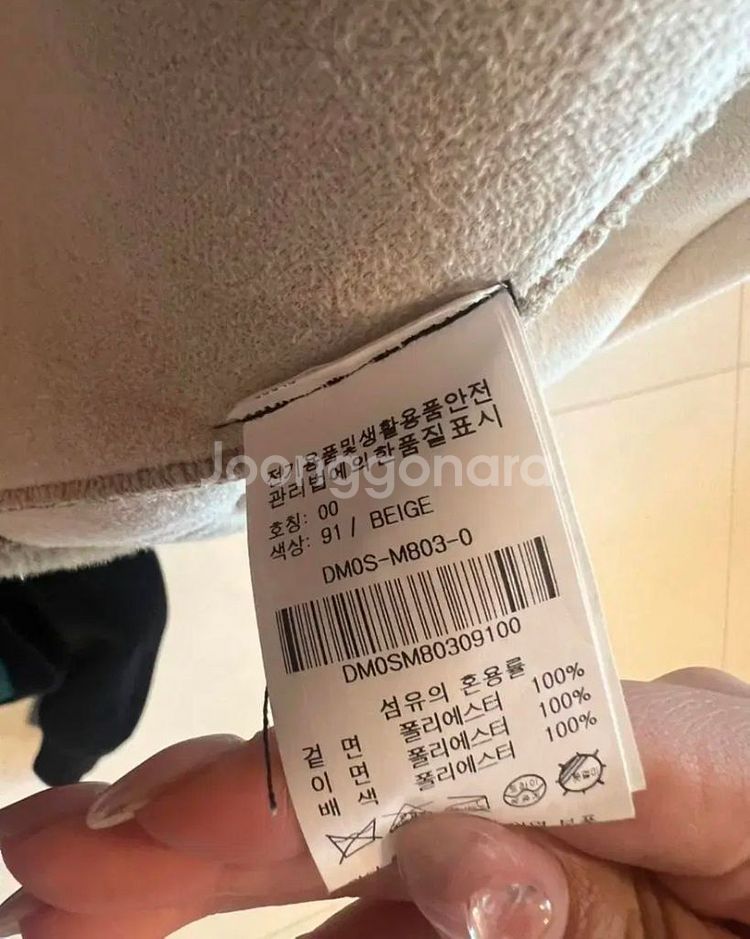 전기용품및생활용품안전
관리법에의한품질표시
호칭: 00
색상: 91 / BEIGE
DM0S-M803-0
DM0SM80309100
섬유의 혼용률
겉 면 폴리에스터 100%
이 면 폴리에스터 100%
배 색 폴리에스터 100%
드라이
Joonggonara